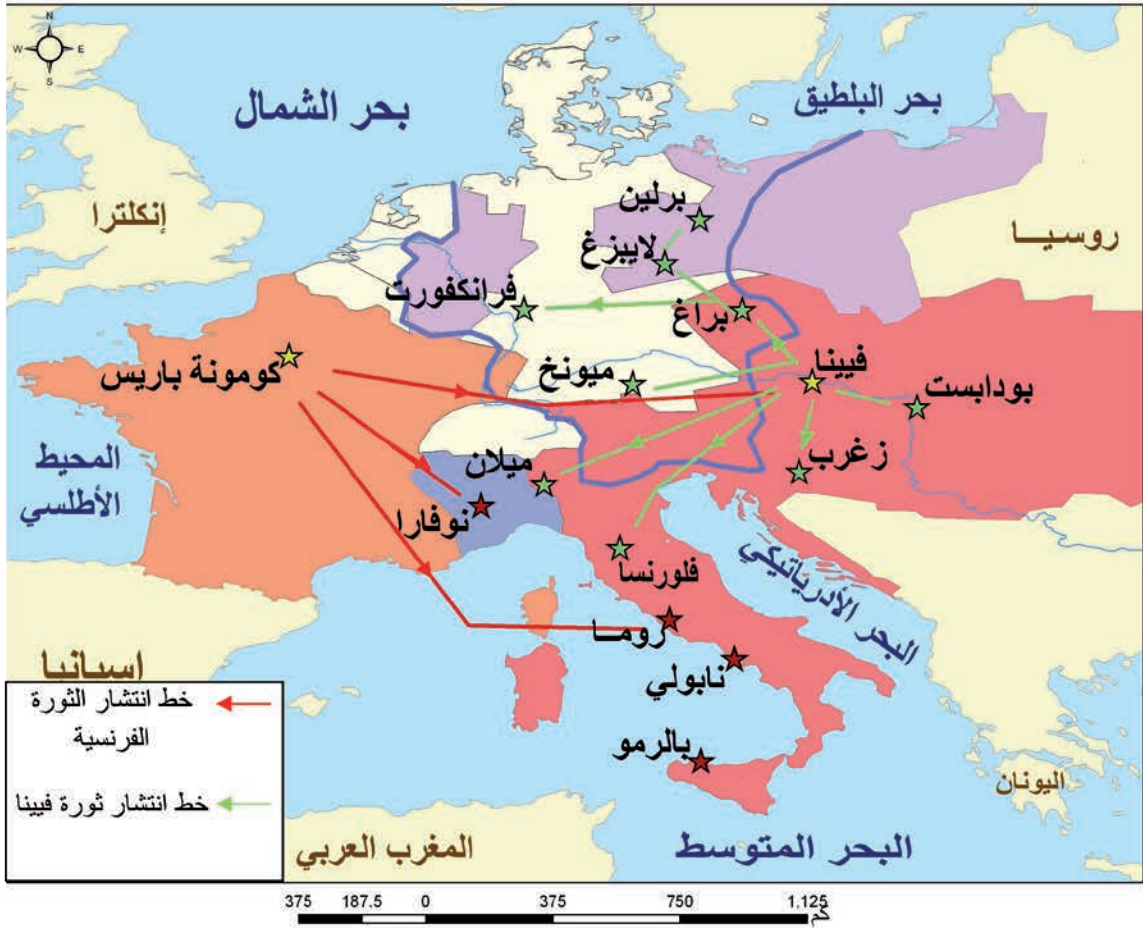 N
W E
S
بحر الشمال
بحر البلطيق
إنكلترا
روسيـا
برلين
لايبزغ
فرانكفورت
براغ
كومونة باريس
ميونخ
فيينا
بودابست
زغرب
المحيط
الأطلسي
ميلان
نوفارا
فلورنسا
البحر الأدرياتيكي
رومـا
نابولي
اسبانيا
بالرمو
اليونان
المغرب العربي
البحر المتوسط
خط انتشار الثورة
الفرنسية
خط انتشار ثورة فيينا
375 187.5 0 375 750 1,125
كم